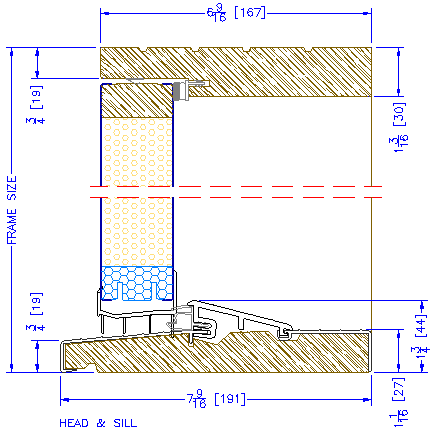 6 9/16 [167]
3/4 [19]
1 3/16 [30]
FRAME SIZE
3/4 [19]
1 3/4 [44]
1 1/16 [27]
7 9/16 [191]
HEAD & SILL